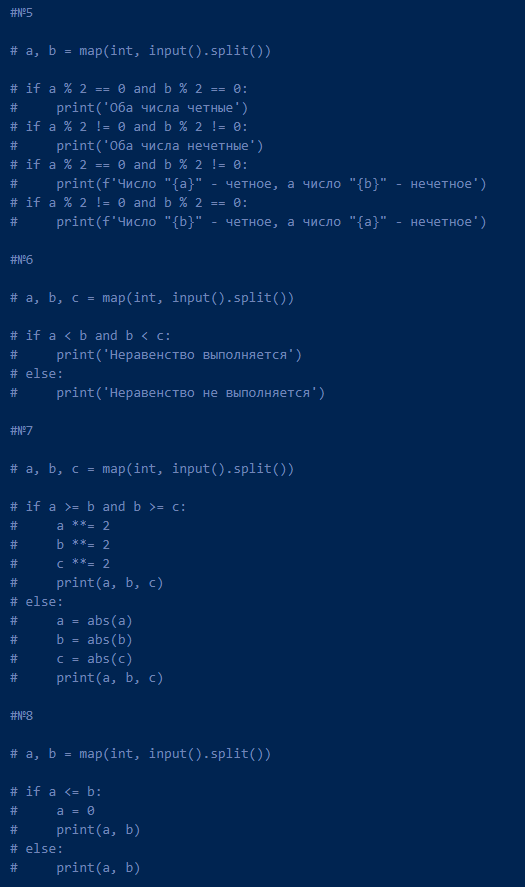 #№5
# a, b = map(int, input().split())
# if a % 2 == 0 and b % 2 == 0:
#     print('Оба числа четные')
# if a % 2 != 0 and b % 2 != 0:
#     print('Оба числа нечетные')
# if a % 2 == 0 and b % 2 != 0:
#     print(f'Число "{a}" - четное, а число "{b}" - нечетное')
# if a % 2 != 0 and b % 2 == 0:
#     print(f'Число "{b}" - четное, а число "{a}" - нечетное')
#№6
# a, b, c = map(int, input().split())
# if a < b and b < c:
#     print('Неравенство выполняется')
# else:
#     print('Неравенство не выполняется')
#№7
# a, b, c = map(int, input().split())
# if a >= b and b >= c:
#     a **= 2
#     b **= 2
#     c **= 2
#     print(a, b, c)
# else:
#     a = abs(a)
#     b = abs(b)
#     c = abs(c)
#     print(a, b, c)
#№8
# a, b = map(int, input().split())
# if a <= b:
#     a = 0
#     print(a, b)
# else:
#     print(a, b)